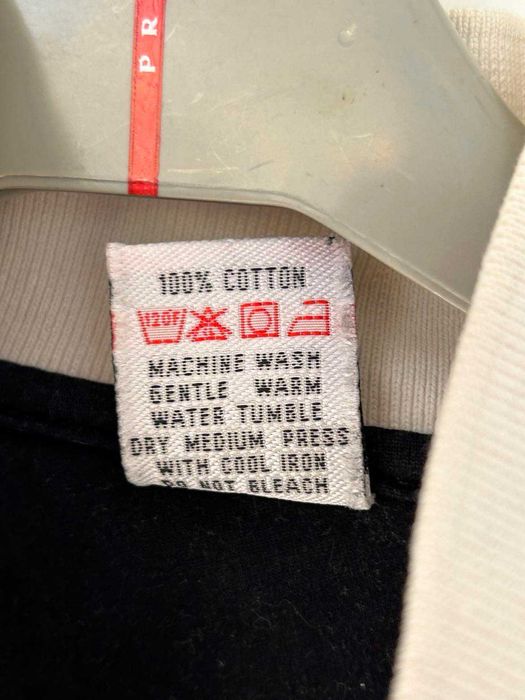 PR
100% COTTON
120F
MACHINE WASH
GENTLE WARM
WATER TUMBLE
DRY MEDIUM PRESS
WITH COOL IRON
DO NOT BLEACH